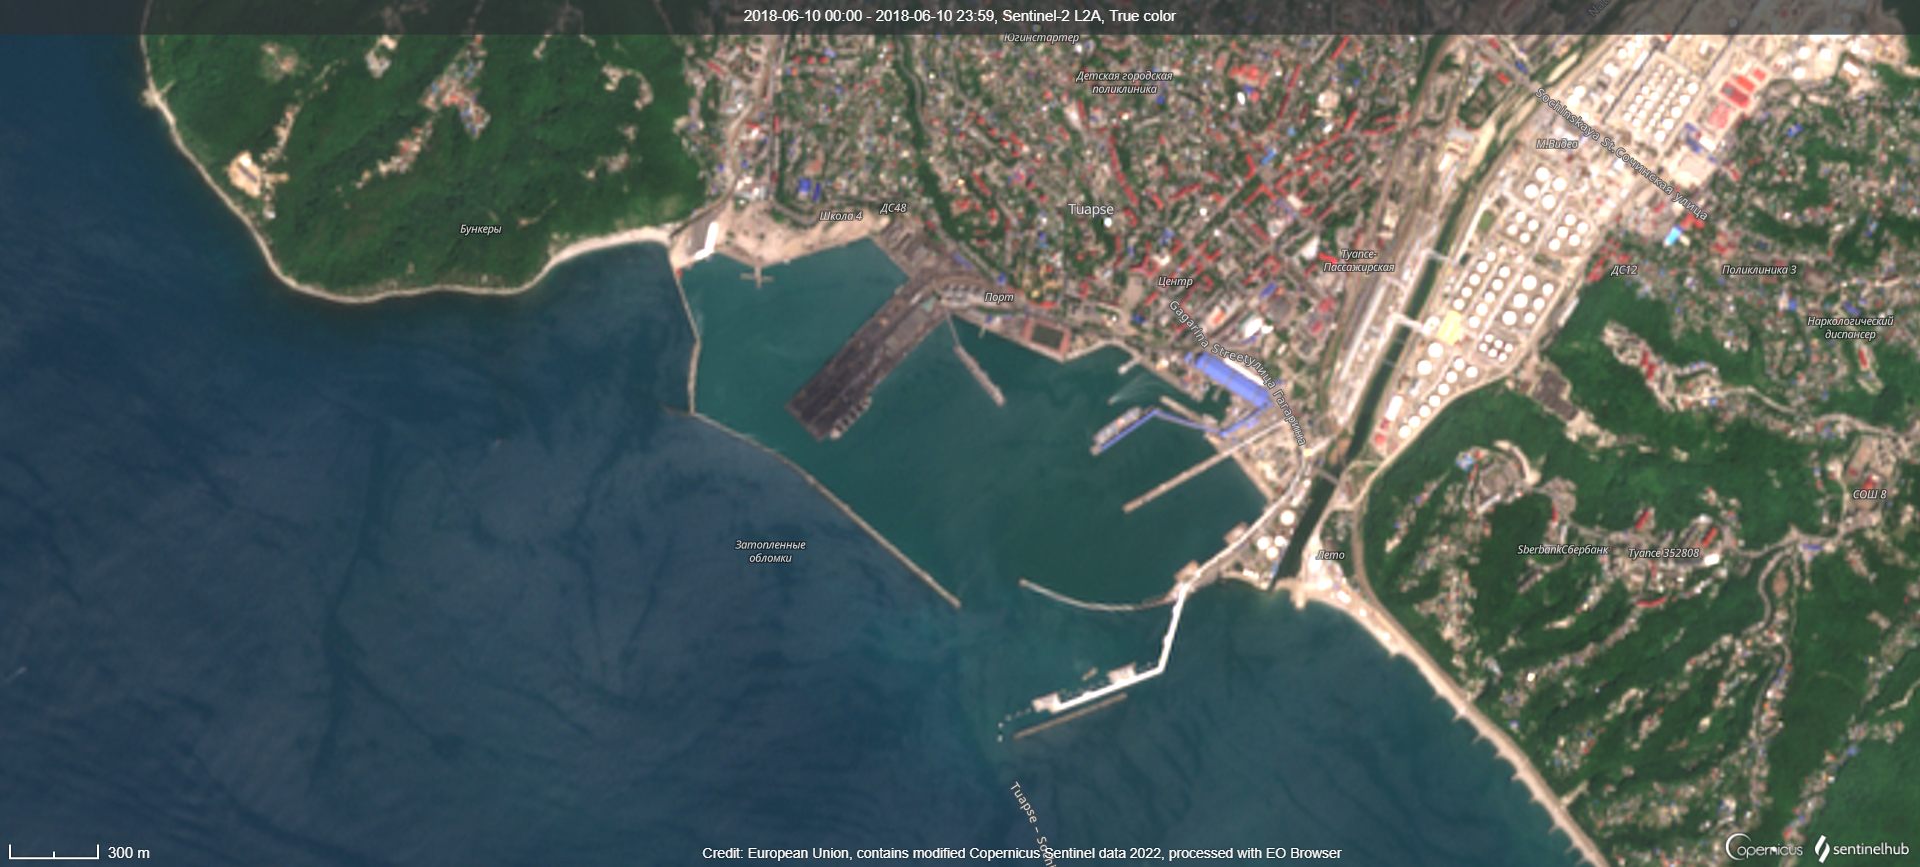 2018-06-10 00:00 - 2018-06-10 23:59, Sentinel-2 L2A, True color
Югинстартер
Детская городская
поликлиника
Sochinskaya St.Сочинская улица
М.Видео
Школа 4
ДС48
Tuapse
Бункеры
Туапсе-
Пассажирская
ДС12
Поликлиника 3
Центр
Порт
Gagarina Streetулица Гагарина
Наркологический
диспансер
СОШ 8
Затопленные
обломки
Лето
SberbankСбербанк
Туапсе 352808
Tuapse – Sochi
300 m
Credit: European Union, contains modified Copernicus Sentinel data 2022, processed with EO Browser
Copernicus
sentinelhub